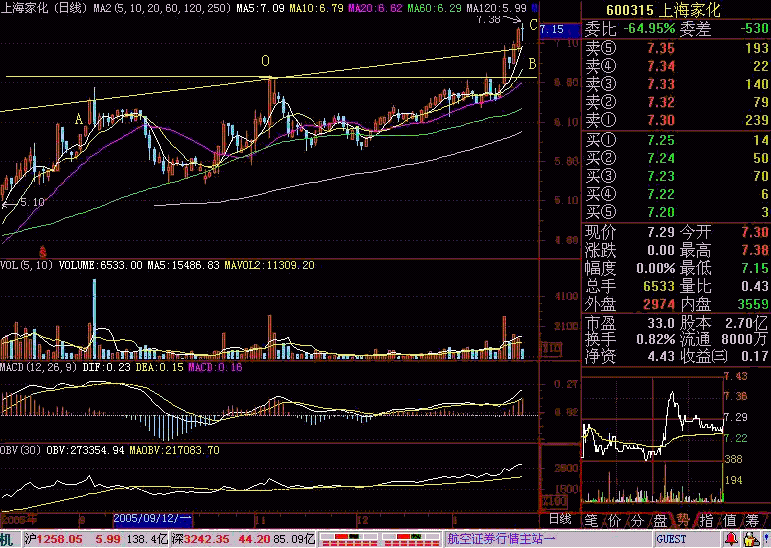 上海家化 (日线) MA2(5,10,20,60,120,250) MA5:7.09 MA10:6.79 MA20:6.62 MA60:6.29 MA120:5.99
7.38
C
7.15
O
B
A
5.10
VOL(5,10) VOLUME:6533.00 MA5:15486.83 MAVOL2:11309.20
MACD(12,26,9) DIF:0.23 DEA:0.15 MACD:0.16
OBV(30) OBV:273354.94 MAOBV:217083.70
2005/09/12/一
11
12
日线
600315 上海家化
委比 -64.95% 委差 -530
卖⑤ 7.35 193
卖④ 7.34 22
卖③ 7.33 140
卖② 7.32 79
卖① 7.30 239
买① 7.25 14
买② 7.24 50
买③ 7.23 70
买④ 7.22 6
买⑤ 7.20 3
现价 7.29 今开 7.30
涨跌 0.00 最高 7.38
幅度 0.00% 最低 7.15
总手 6533 量比 0.43
外盘 2974 内盘 3559
市盈 33.0 股本 2.70亿
换手 0.82% 流通 8000万
净资 4.43 收益㈢ 0.17
7.43
7.36
7.29
7.22
388
194
笔 价 分 盘 势 指 值 筹
机 沪1258.05 5.99 138.4亿 深3242.35 44.20 85.09亿 航空证券行情主站一 GUEST